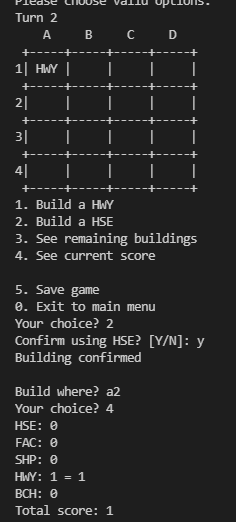 Please choose valid options.
Turn 2
    A     B     C     D
 +-----+-----+-----+-----+
1| HWY |     |     |     |
 +-----+-----+-----+-----+
2|     |     |     |     |
 +-----+-----+-----+-----+
3|     |     |     |     |
 +-----+-----+-----+-----+
4|     |     |     |     |
 +-----+-----+-----+-----+
1. Build a HWY
2. Build a HSE
3. See remaining buildings
4. See current score

5. Save game
0. Exit to main menu
Your choice? 2
Confirm using HSE? [Y/N]: y
Building confirmed

Build where? a2
Your choice? 4
HSE: 0
FAC: 0
SHP: 0
HWY: 1 = 1
BCH: 0
Total score: 1